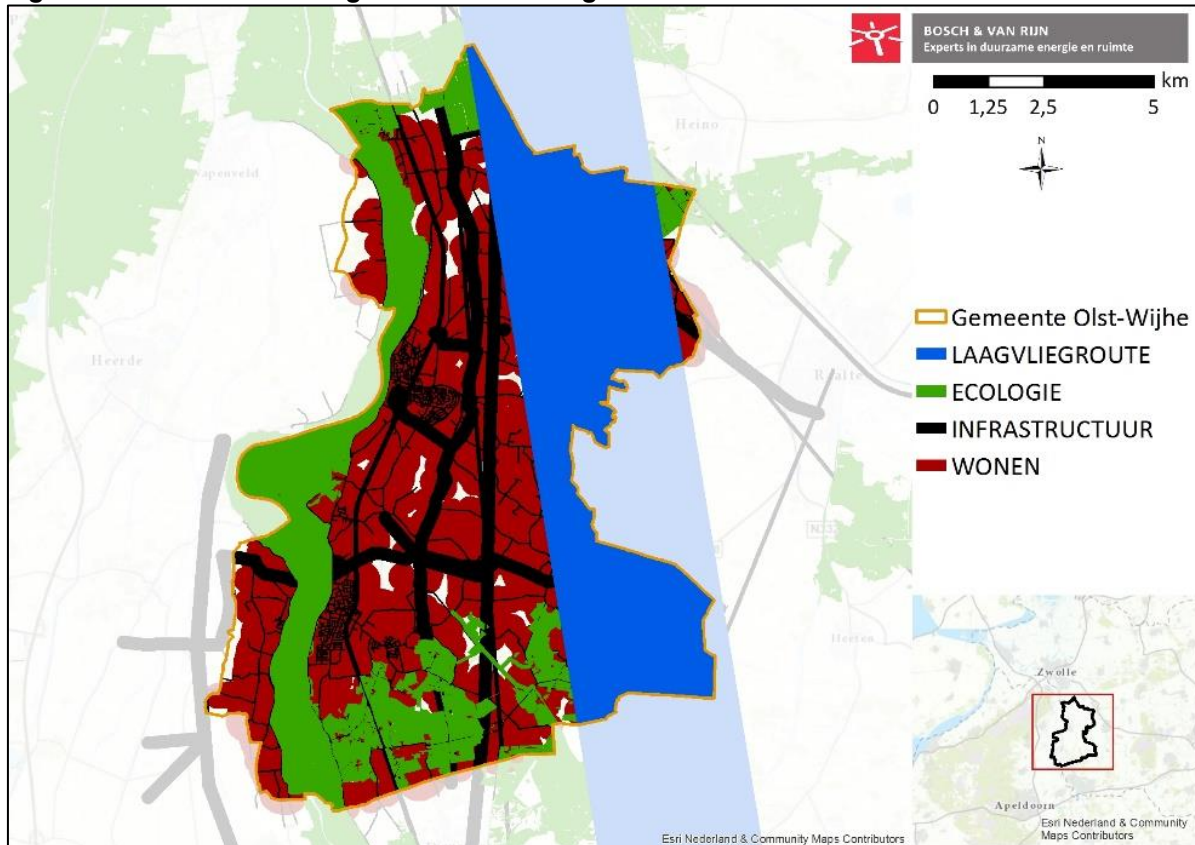 BOSCH & VAN RIJN
Experts in duurzame energie en ruimte
km
0 1,25 2,5 5
N
Heino
Wapenveld
Heerde
Raalte
Gemeente Olst-Wijhe
LAAGVLIEGROUTE
ECOLOGIE
INFRASTRUCTUUR
WONEN
Heeten
Zwolle
Apeldoorn
Esri Nederland & Community Maps Contributors
Esri Nederland & Community
Maps Contributors